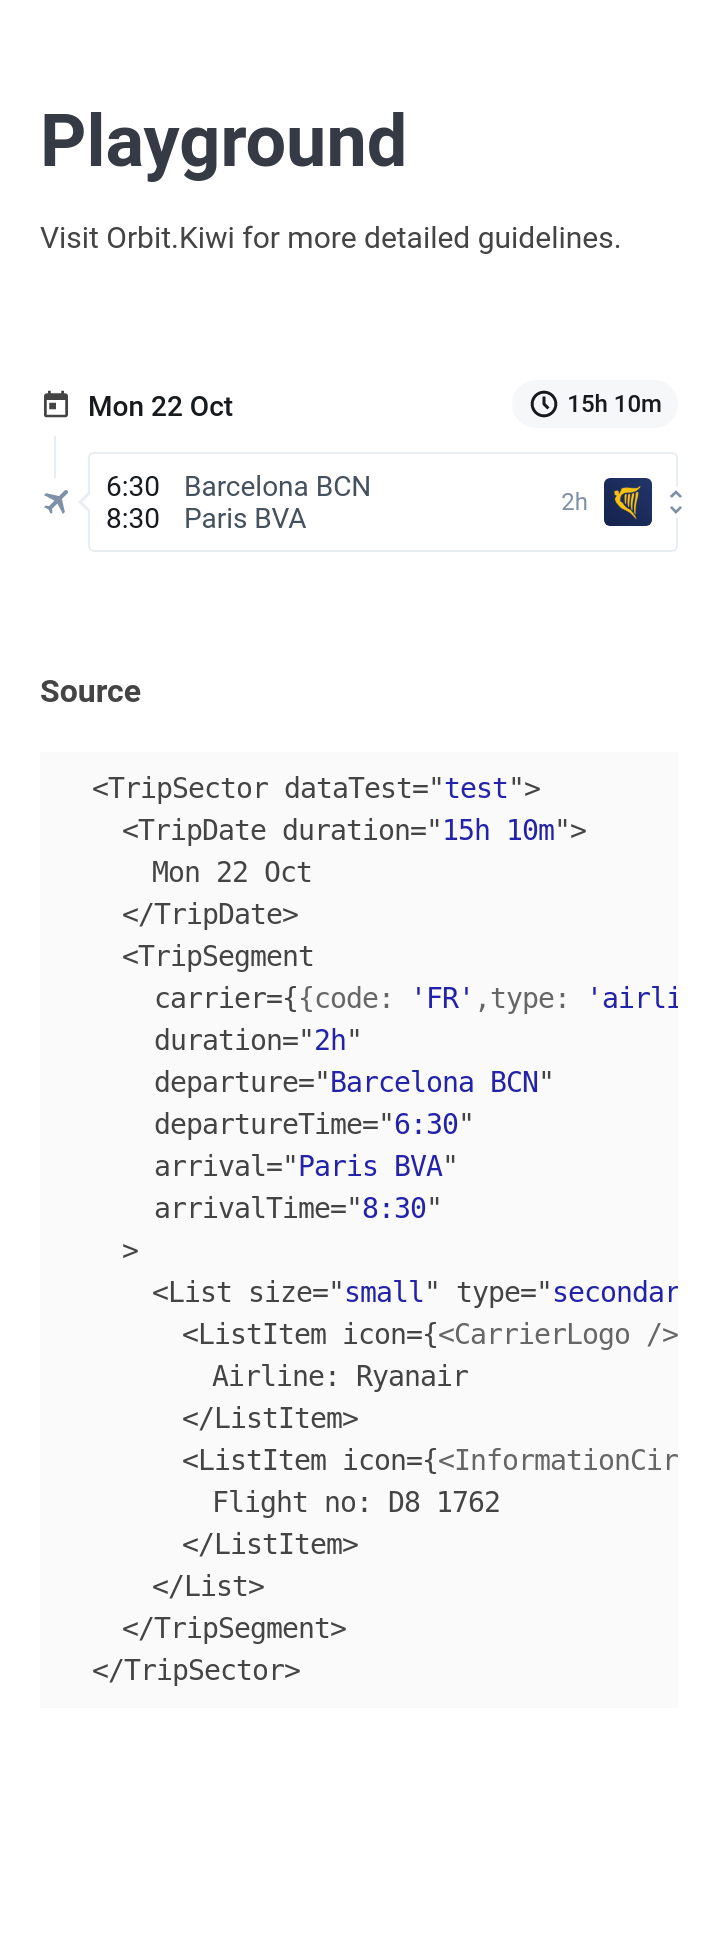 Playground
Visit Orbit.Kiwi for more detailed guidelines.
Mon 22 Oct 15h 10m
6:30 Barcelona BCN
8:30 Paris BVA
2h
Source
<TripSector dataTest="test">
<TripDate duration="15h 10m">
Mon 22 Oct
</TripDate>
<TripSegment
carrier={{code: 'FR',type: 'airli
duration="2h"
departure="Barcelona BCN"
departureTime="6:30"
arrival="Paris BVA"
arrivalTime="8:30"
>
<List size="small" type="secondar
<ListItem icon={<CarrierLogo />
Airline: Ryanair
</ListItem>
<ListItem icon={<InformationCir
Flight no: D8 1762
</ListItem>
</List>
</TripSegment>
</TripSector>